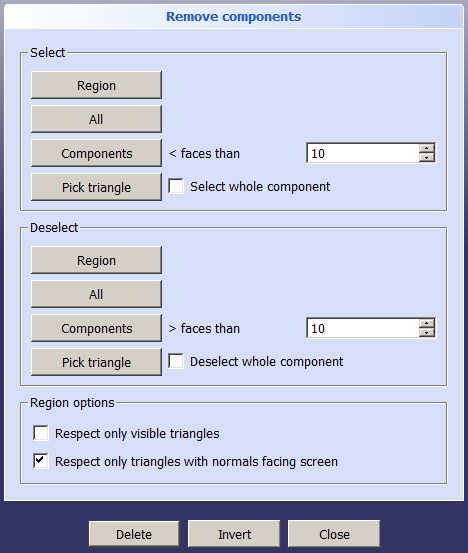 Remove components
Select
Region
All
Components < faces than 10
Pick triangle Select whole component
Deselect
Region
All
Components > faces than 10
Pick triangle Deselect whole component
Region options
Respect only visible triangles
Respect only triangles with normals facing screen
Delete Invert Close